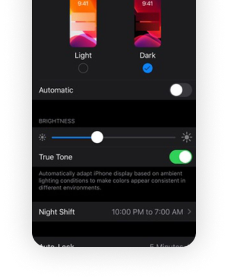 9:41 9:41
Light Dark
Automatic
BRIGHTNESS
True Tone
Automatically adapt iPhone display based on ambient
lighting conditions to make colors appear consistent in
different environments.
Night Shift 10:00 PM to 7:00 AM
Auto-Lock 5 Minutes